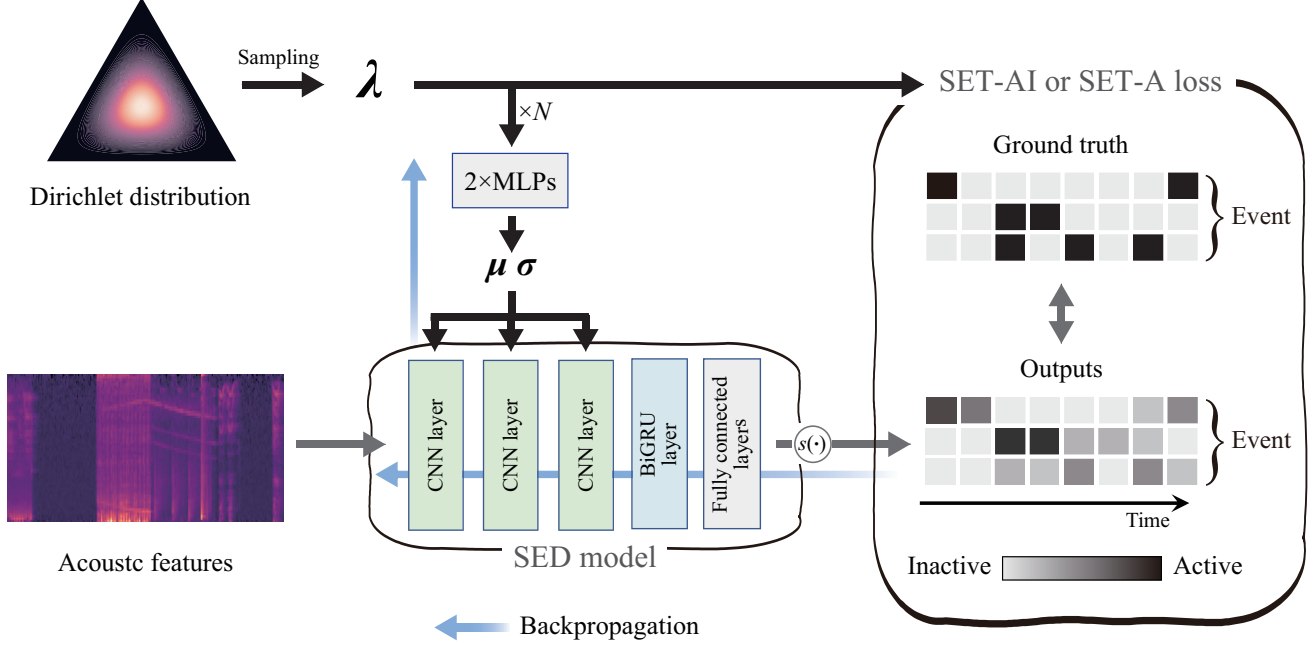 Sampling
λ
×N
SET-AI or SET-A loss
Dirichlet distribution
2×MLPs
μ σ
Ground truth
Event
Outputs
Event
Time
Inactive
Active
CNN layer
CNN layer
CNN layer
BiGRU
layer
Fully connected
layers
s(·)
SED model
Acoustc features
Backpropagation